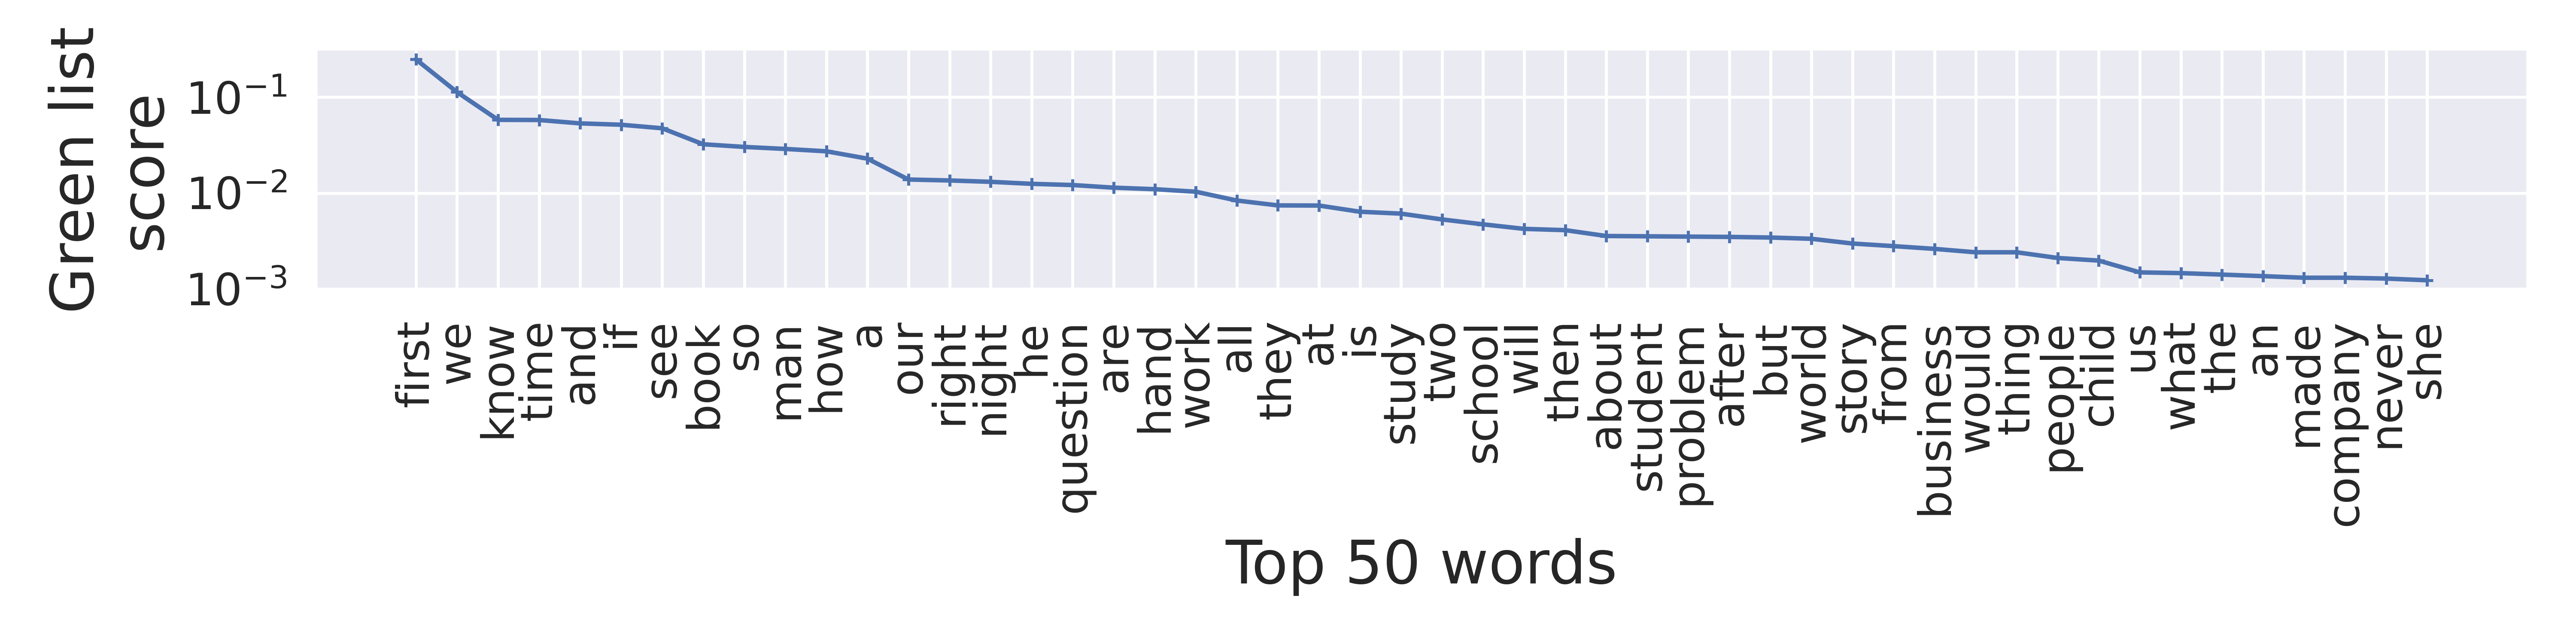 Green list
score
10⁻¹
10⁻²
10⁻³
first
we
know
time
and
if
see
book
so
man
how
a
our
right
night
he
question
are
hand
work
all
they
at
is
study
two
school
will
then
about
student
problem
after
but
world
story
from
business
would
thing
people
child
us
what
the
an
made
company
never
she
Top 50 words